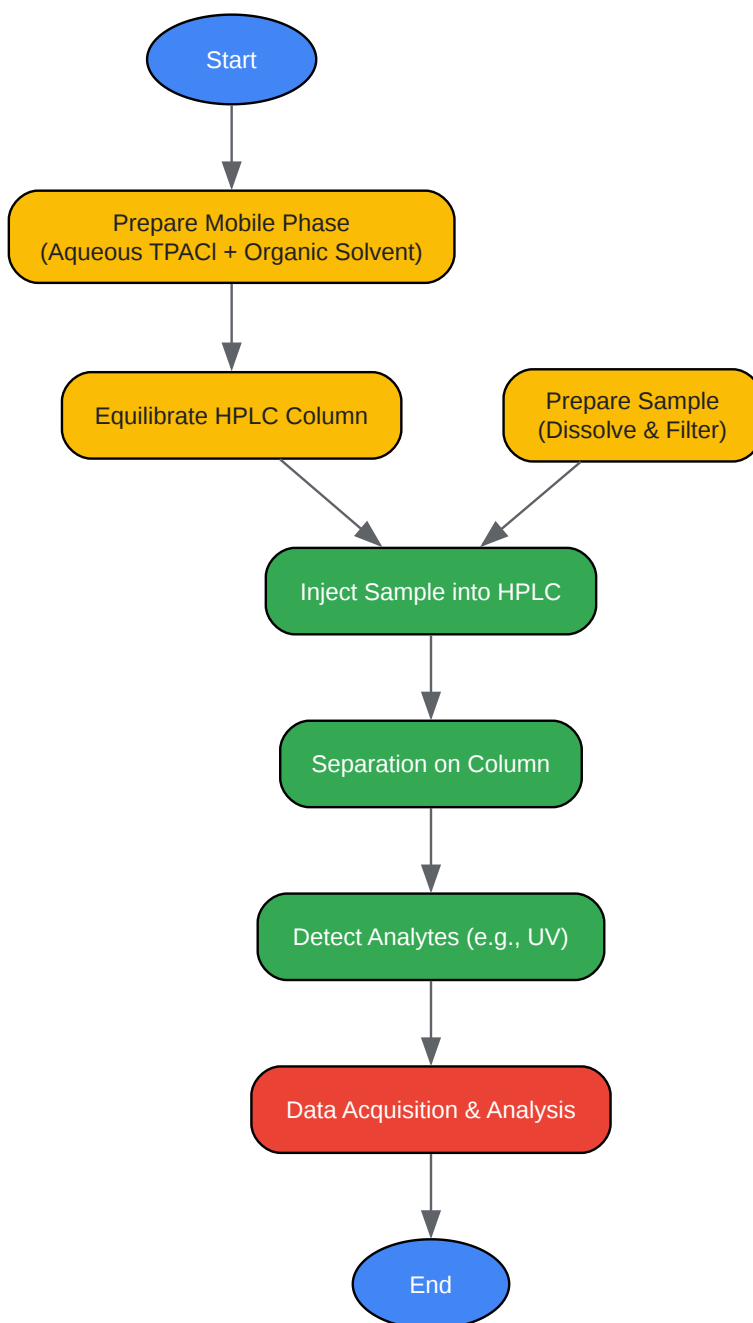 Start
Prepare Mobile Phase
(Aqueous TPACl + Organic Solvent)
Equilibrate HPLC Column
Prepare Sample
(Dissolve & Filter)
Inject Sample into HPLC
Separation on Column
Detect Analytes (e.g., UV)
Data Acquisition & Analysis
End